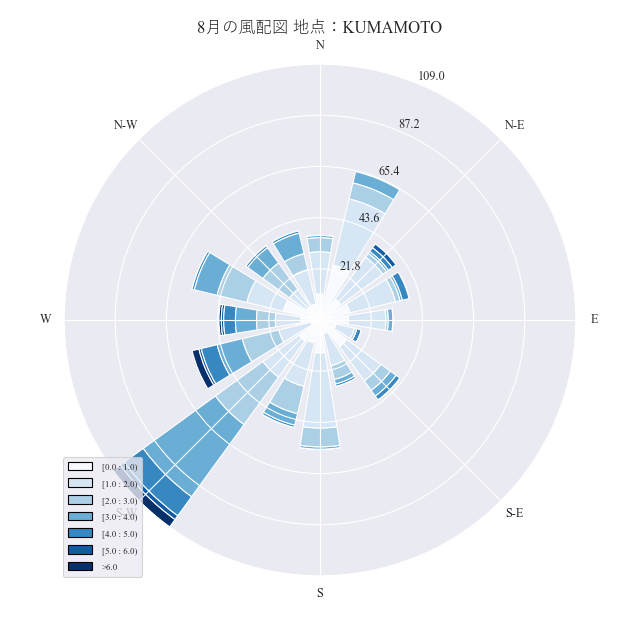 8月の風配図 地点：KUMAMOTO
N
109.0
N-W
87.2
N-E
65.4
43.6
21.8
W
E
[0.0 : 1.0)
[1.0 : 2.0)
[2.0 : 3.0)
[3.0 : 4.0)
S-W
S-E
[4.0 : 5.0)
[5.0 : 6.0)
>6.0
S